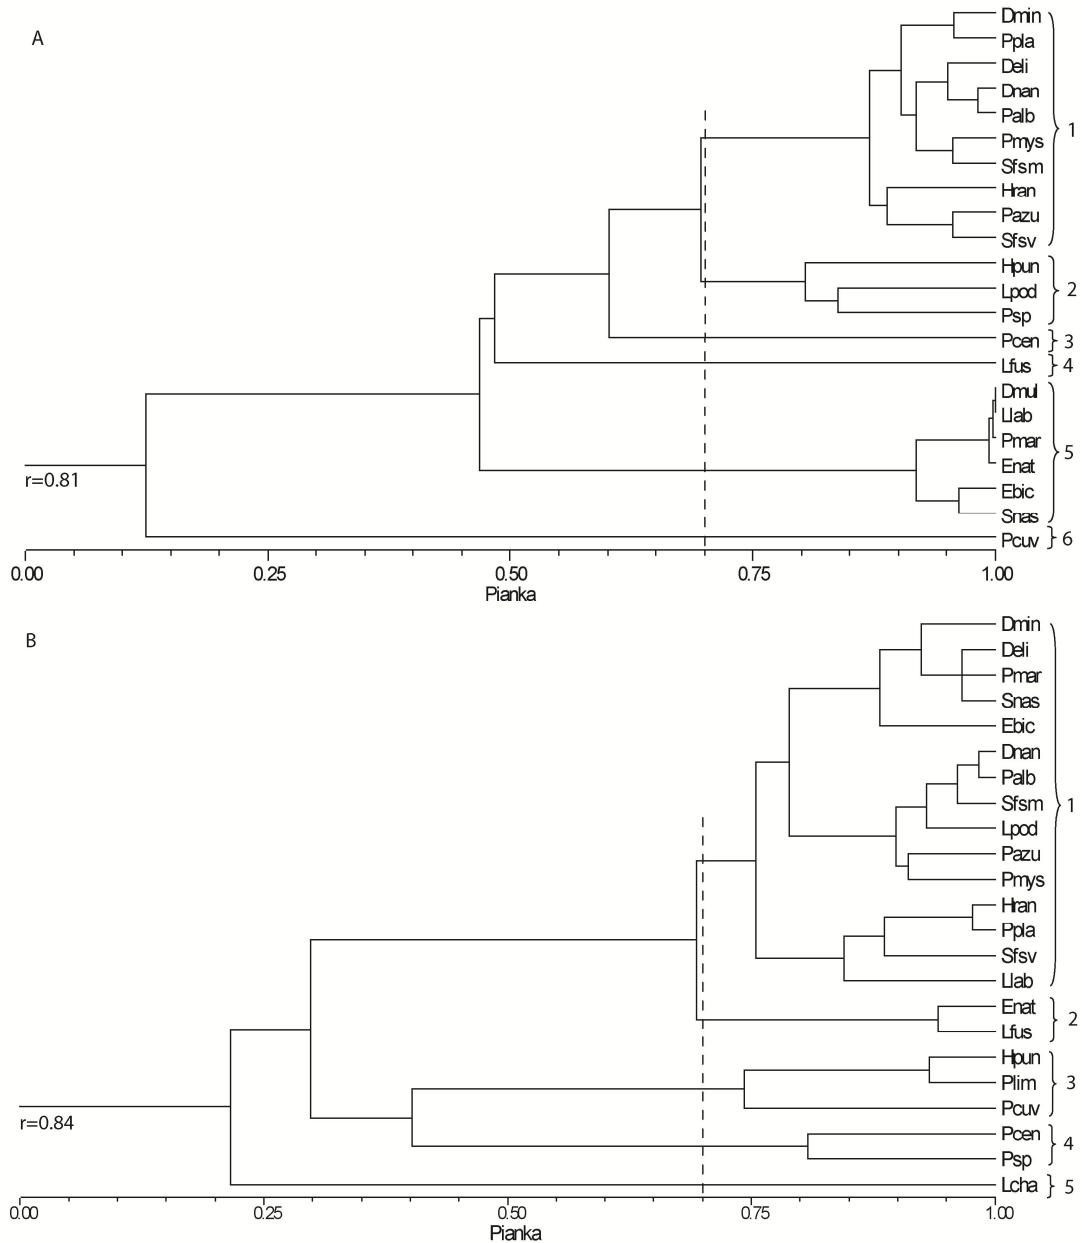 A
Dmin
Ppla
Deli
Dnan
Palb
1
Pmys
Sfsm
Hran
Pazu
Sfsv
Hpun
Lpod
2
Psp
Pcen
3
Lfus
4
Dmul
Llab
Pmar
5
Enat
Ebic
Snas
Pcuv
6
r=0.81
0.00 0.25 0.50 0.75 1.00
Pianka
B
Dmin
Deli
Pmar
Snas
Ebic
Dnan
Palb
Sfsm
1
Lpod
Pazu
Pmys
Hran
Ppla
Sfsv
Llab
Enat
2
Lfus
Hpun
Plim
3
Pcuv
Pcen
4
Psp
Lcha
5
r=0.84
0.00 0.25 0.50 0.75 1.00
Pianka